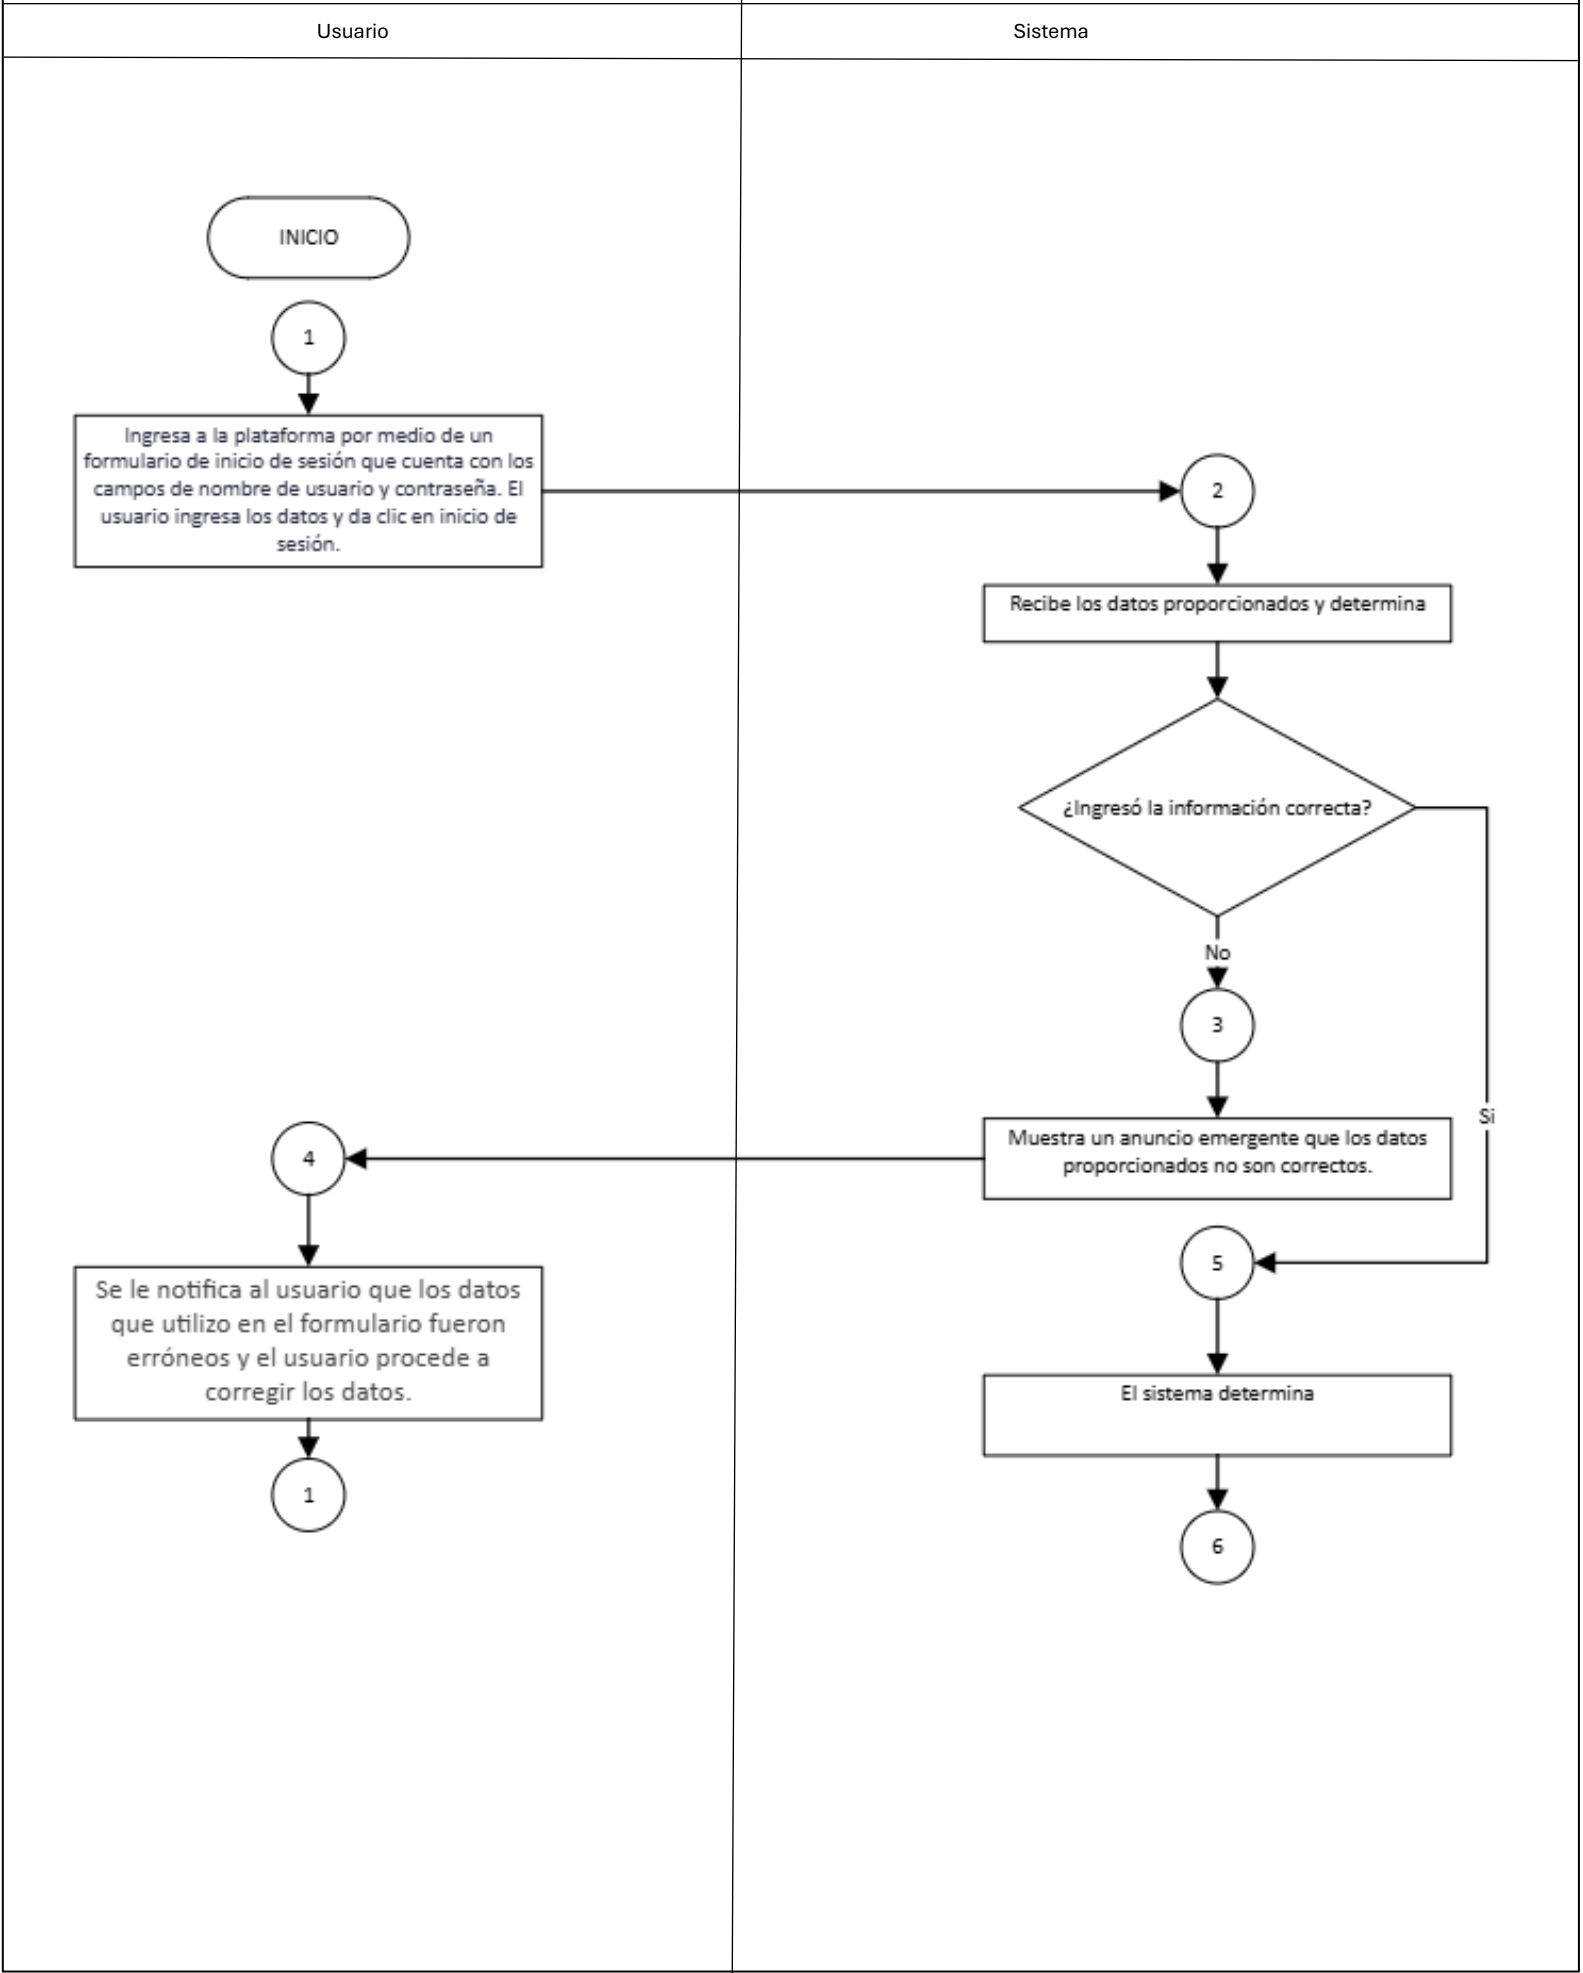 Usuario
Sistema
INICIO
1
Ingresa a la plataforma por medio de un
formulario de inicio de sesión que cuenta con los
campos de nombre de usuario y contraseña. El
usuario ingresa los datos y da clic en inicio de
sesión.
2
Recibe los datos proporcionados y determina
¿Ingresó la información correcta?
No
3
Si
Muestra un anuncio emergente que los datos
proporcionados no son correctos.
4
Se le notifica al usuario que los datos
que utilizo en el formulario fueron
erróneos y el usuario procede a
corregir los datos.
1
5
El sistema determina
6